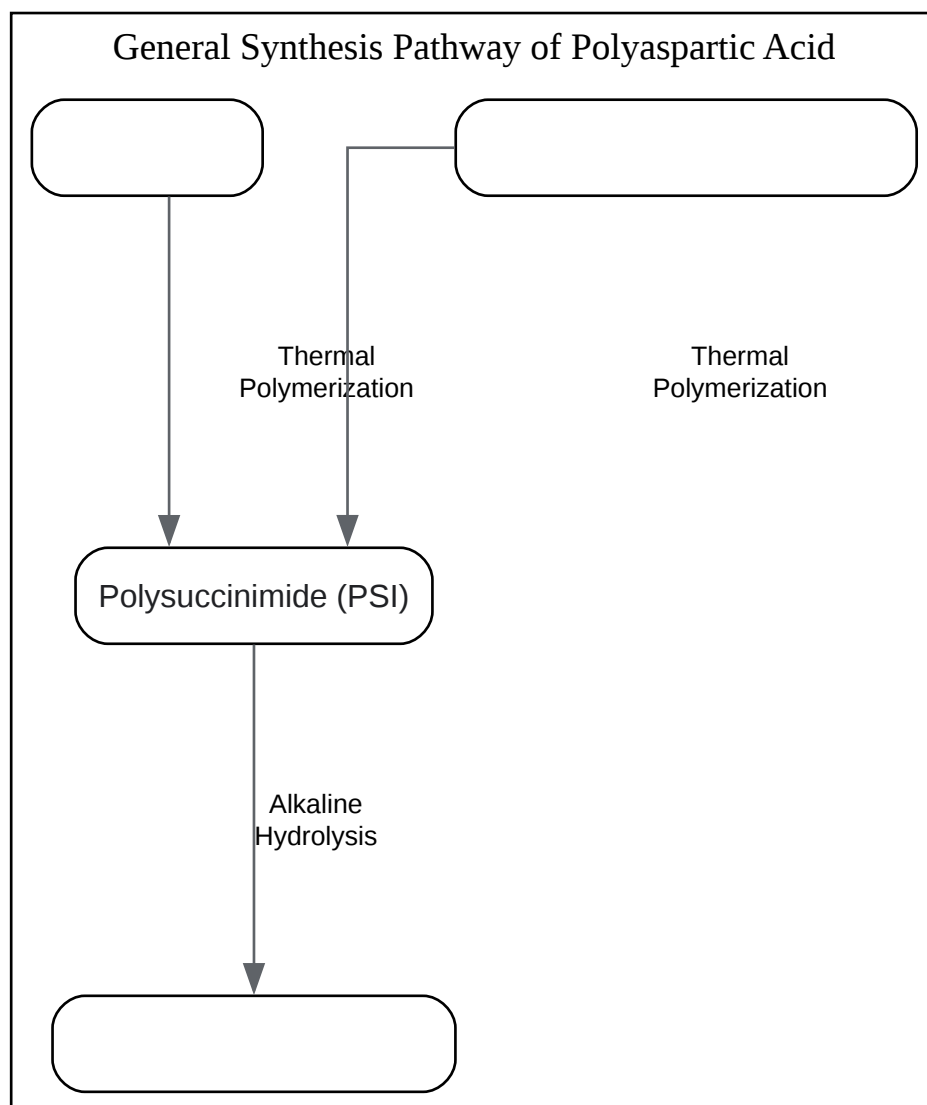 General Synthesis Pathway of Polyaspartic Acid
Thermal
Polymerization
Thermal
Polymerization
Polysuccinimide (PSI)
Alkaline
Hydrolysis